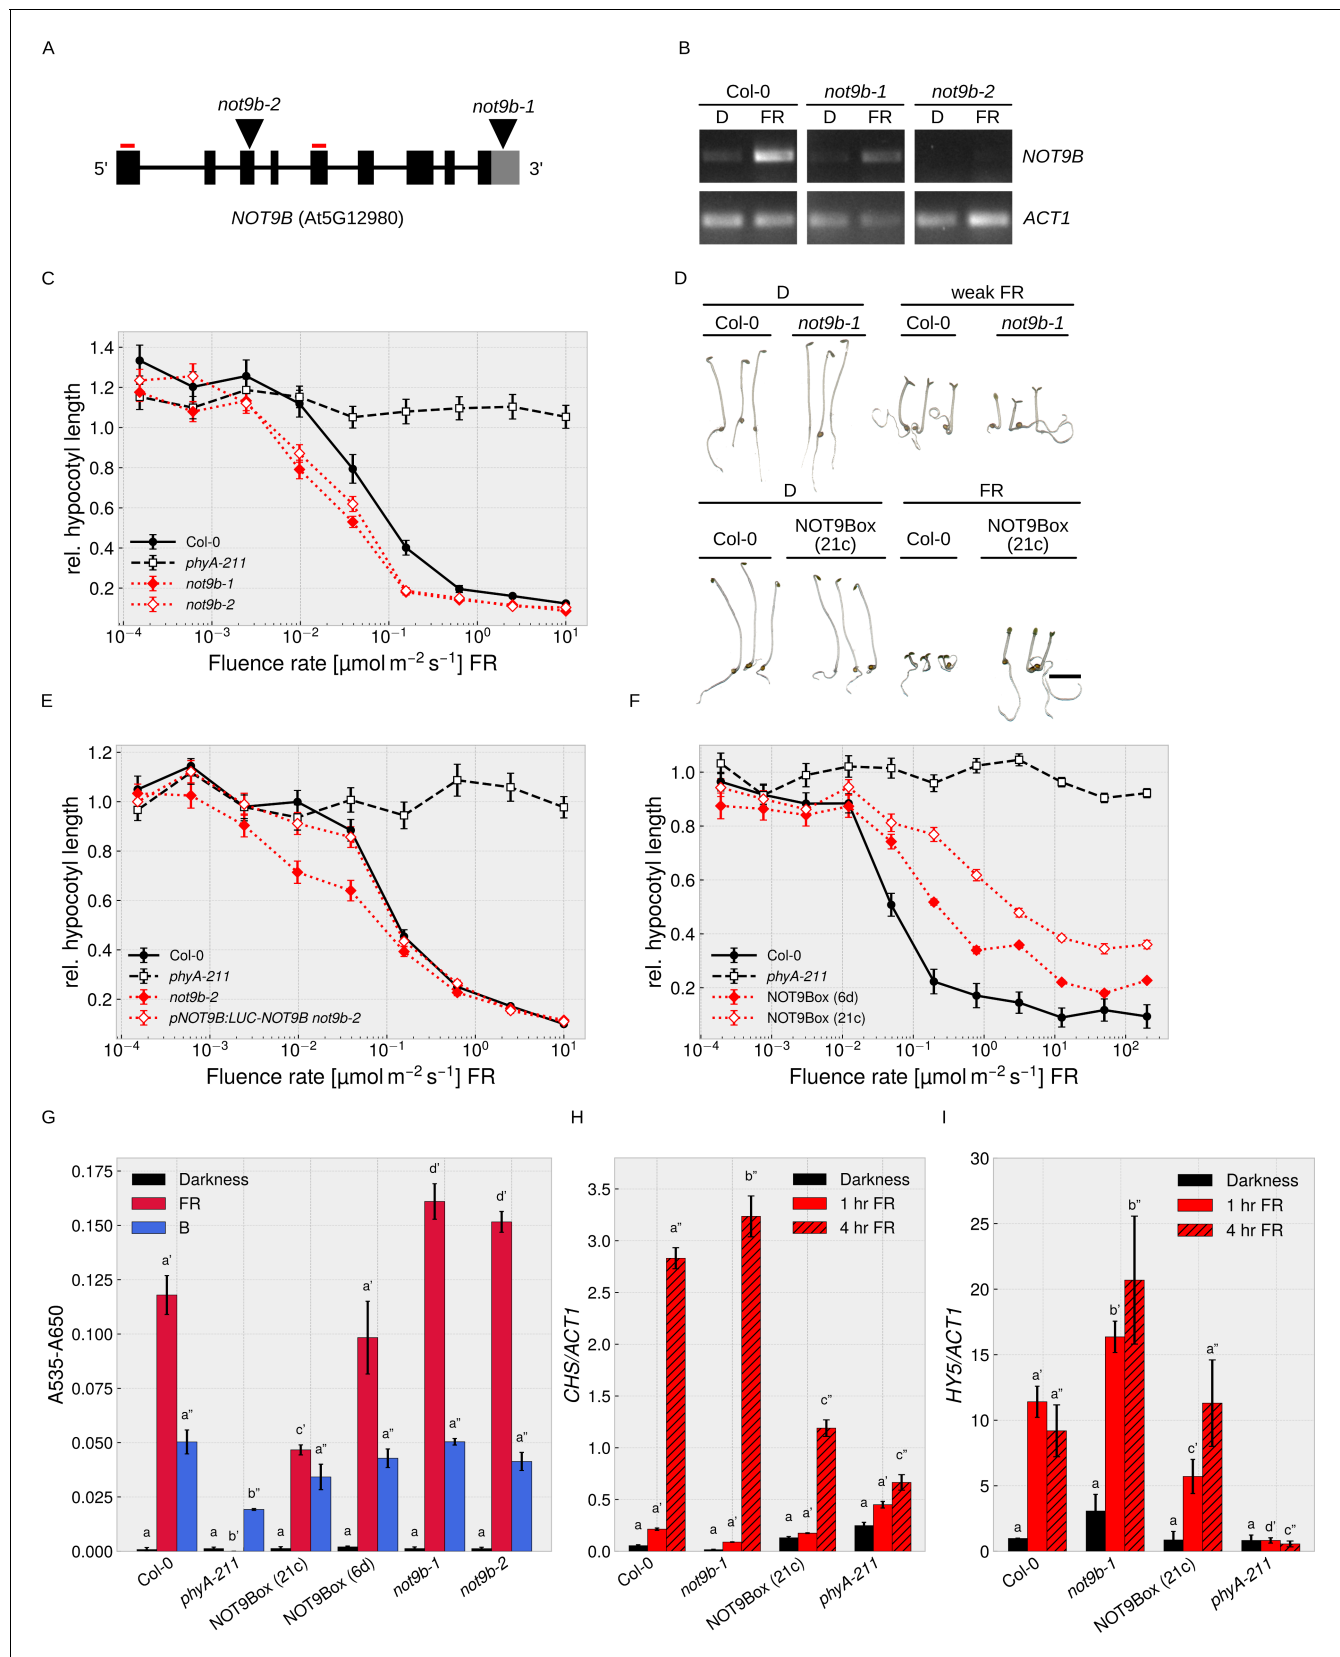 A
not9b-2
not9b-1
5'
3'
NOT9B (At5G12980)
B
Col-0
not9b-1
not9b-2
D
FR
D
FR
D
FR
NOT9B
ACT1
C
rel. hypocotyl length
1.4
1.2
1.0
0.8
0.6
0.4
0.2
Col-0
phyA-211
not9b-1
not9b-2
10⁻⁴
10⁻³
10⁻²
10⁻¹
10⁰
10¹
Fluence rate [µmol m⁻² s⁻¹] FR
D
D
weak FR
Col-0
not9b-1
Col-0
not9b-1
D
FR
Col-0
NOT9Box
(21c)
Col-0
NOT9Box
(21c)
E
rel. hypocotyl length
1.2
1.0
0.8
0.6
0.4
0.2
Col-0
phyA-211
not9b-2
pNOT9B:LUC-NOT9B not9b-2
10⁻⁴
10⁻³
10⁻²
10⁻¹
10⁰
10¹
Fluence rate [µmol m⁻² s⁻¹] FR
F
rel. hypocotyl length
1.0
0.8
0.6
0.4
0.2
Col-0
phyA-211
NOT9Box (6d)
NOT9Box (21c)
10⁻⁴
10⁻³
10⁻²
10⁻¹
10⁰
10¹
10²
Fluence rate [µmol m⁻² s⁻¹] FR
G
A535-A650
0.175
0.150
0.125
0.100
0.075
0.050
0.025
0.000
Darkness
FR
B
a
a'
a"
a
b'
b"
a
c'
a"
a
a'
a"
a
d'
a"
a
d'
a"
Col-0
phyA-211
NOT9Box (21c)
NOT9Box (6d)
not9b-1
not9b-2
H
CHS/ACT1
3.5
3.0
2.5
2.0
1.5
1.0
0.5
0.0
Darkness
1 hr FR
4 hr FR
a
a'
a"
a
a'
b"
a
a'
c"
a
a'
c"
Col-0
not9b-1
NOT9Box (21c)
phyA-211
I
HY5/ACT1
30
25
20
15
10
5
0
Darkness
1 hr FR
4 hr FR
a
a'
a"
a
b'
b"
a
c'
a"
a
d'
c"
Col-0
not9b-1
NOT9Box (21c)
phyA-211